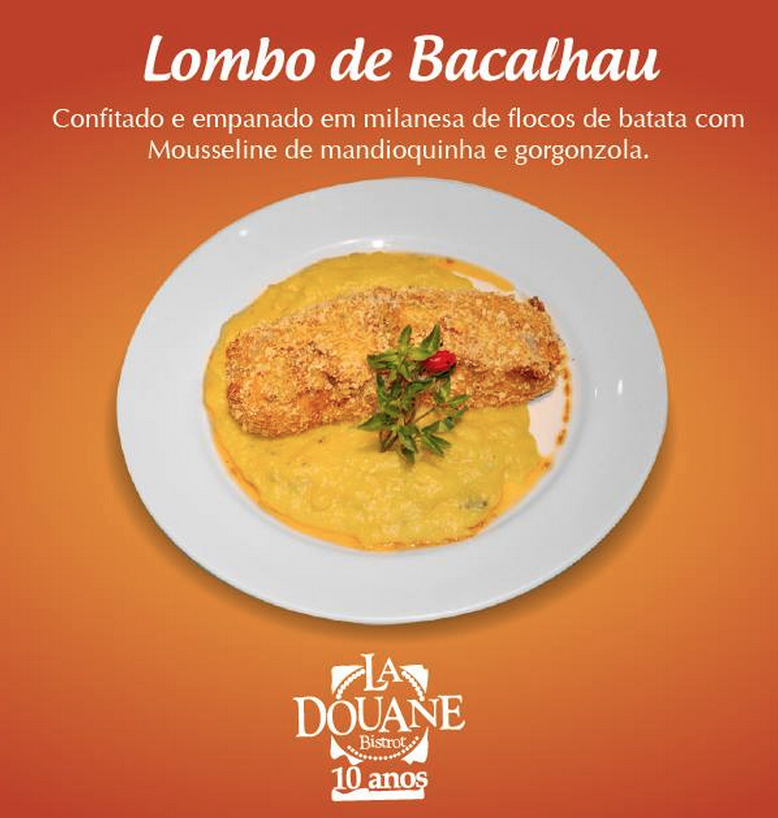 Lombo de Bacalhau
Confitado e empanado em milanesa de flocos de batata com
Mousseline de mandioquinha e gorgonzola.
LA
DOUANE
Bistrot
10 anos